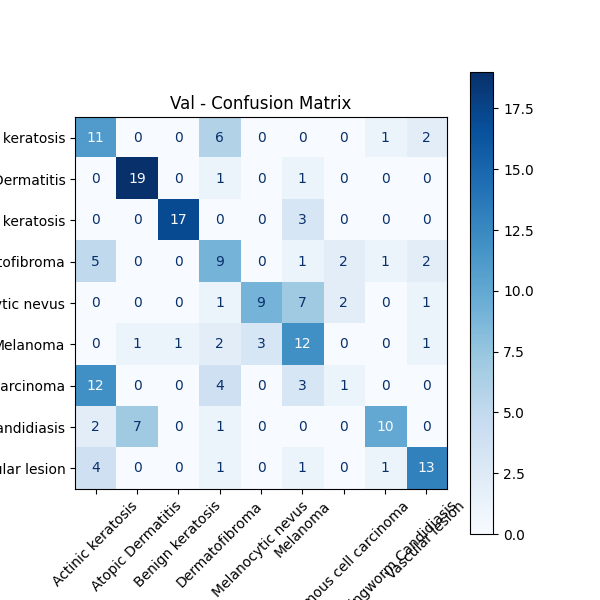 Val - Confusion Matrix
keratosis 11 0 0 6 0 0 0 1 2
Dermatitis 0 19 0 1 0 1 0 0 0
keratosis 0 0 17 0 0 3 0 0 0
tofibroma 5 0 0 9 0 1 2 1 2
ytic nevus 0 0 0 1 9 7 2 0 1
Melanoma 0 1 1 2 3 12 0 0 1
arcinoma 12 0 0 4 0 3 1 0 0
andidiasis 2 7 0 1 0 0 0 10 0
ular lesion 4 0 0 1 0 1 0 1 13
Actinic keratosis
Atopic Dermatitis
Benign keratosis
Dermatofibroma
Melanocytic nevus
Melanoma
mous cell carcinoma
ingworm Candidiasis
Vascular lesion
17.5
15.0
12.5
10.0
7.5
5.0
2.5
0.0